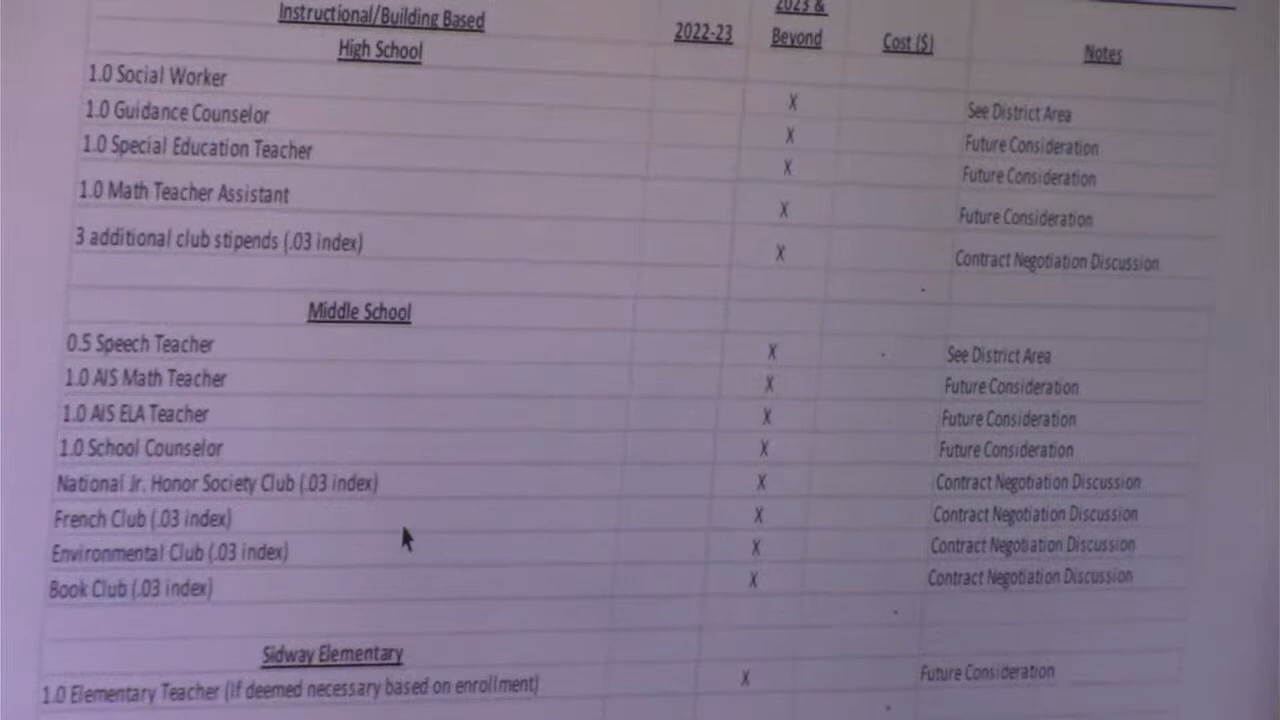 Instructional/Building Based 2022-23 2023 & Beyond Cost ($) Notes
High School
1.0 Social Worker X See District Area
1.0 Guidance Counselor X Future Consideration
1.0 Special Education Teacher X Future Consideration
1.0 Math Teacher Assistant X Future Consideration
3 additional club stipends (.03 index) X Contract Negotiation Discussion
Middle School
0.5 Speech Teacher X See District Area
1.0 AIS Math Teacher X Future Consideration
1.0 AIS ELA Teacher X Future Consideration
1.0 School Counselor X Future Consideration
National Jr. Honor Society Club (.03 index) X Contract Negotiation Discussion
French Club (.03 index) X Contract Negotiation Discussion
Environmental Club (.03 index) X Contract Negotiation Discussion
Book Club (.03 index) X Contract Negotiation Discussion
Sidway Elementary
1.0 Elementary Teacher (if deemed necessary based on enrollment) X Future Consideration